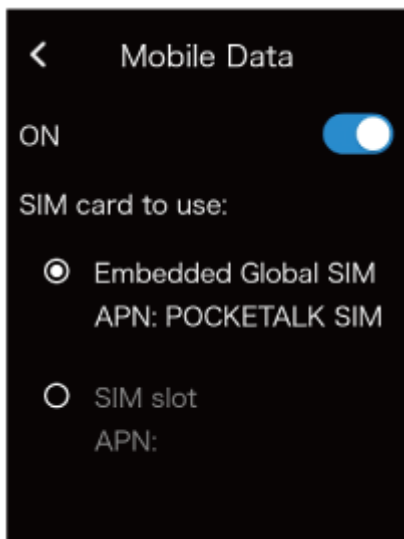 Mobile Data
ON
SIM card to use:
Embedded Global SIM
APN: POCKETALK SIM
SIM slot
APN: